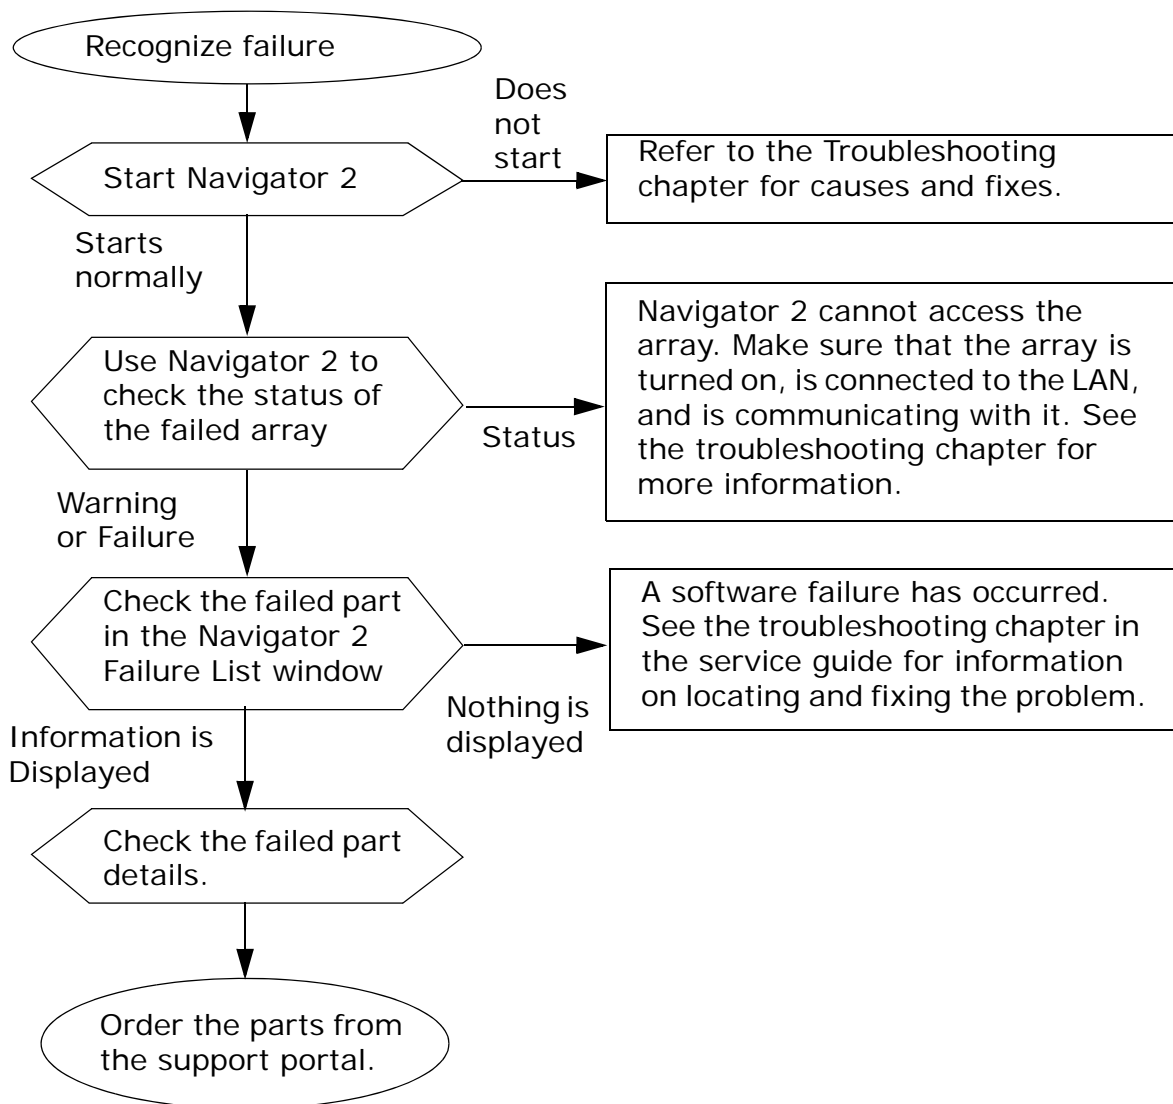 Recognize failure
Does
not
start
Start Navigator 2
Refer to the Troubleshooting
chapter for causes and fixes.
Starts
normally
Use Navigator 2 to
check the status of
the failed array
Status
Navigator 2 cannot access the
array. Make sure that the array is
turned on, is connected to the LAN,
and is communicating with it. See
the troubleshooting chapter for
more information.
Warning
or Failure
Check the failed part
in the Navigator 2
Failure List window
Nothing is
displayed
A software failure has occurred.
See the troubleshooting chapter in
the service guide for information
on locating and fixing the problem.
Information is
Displayed
Check the failed part
details.
Order the parts from
the support portal.